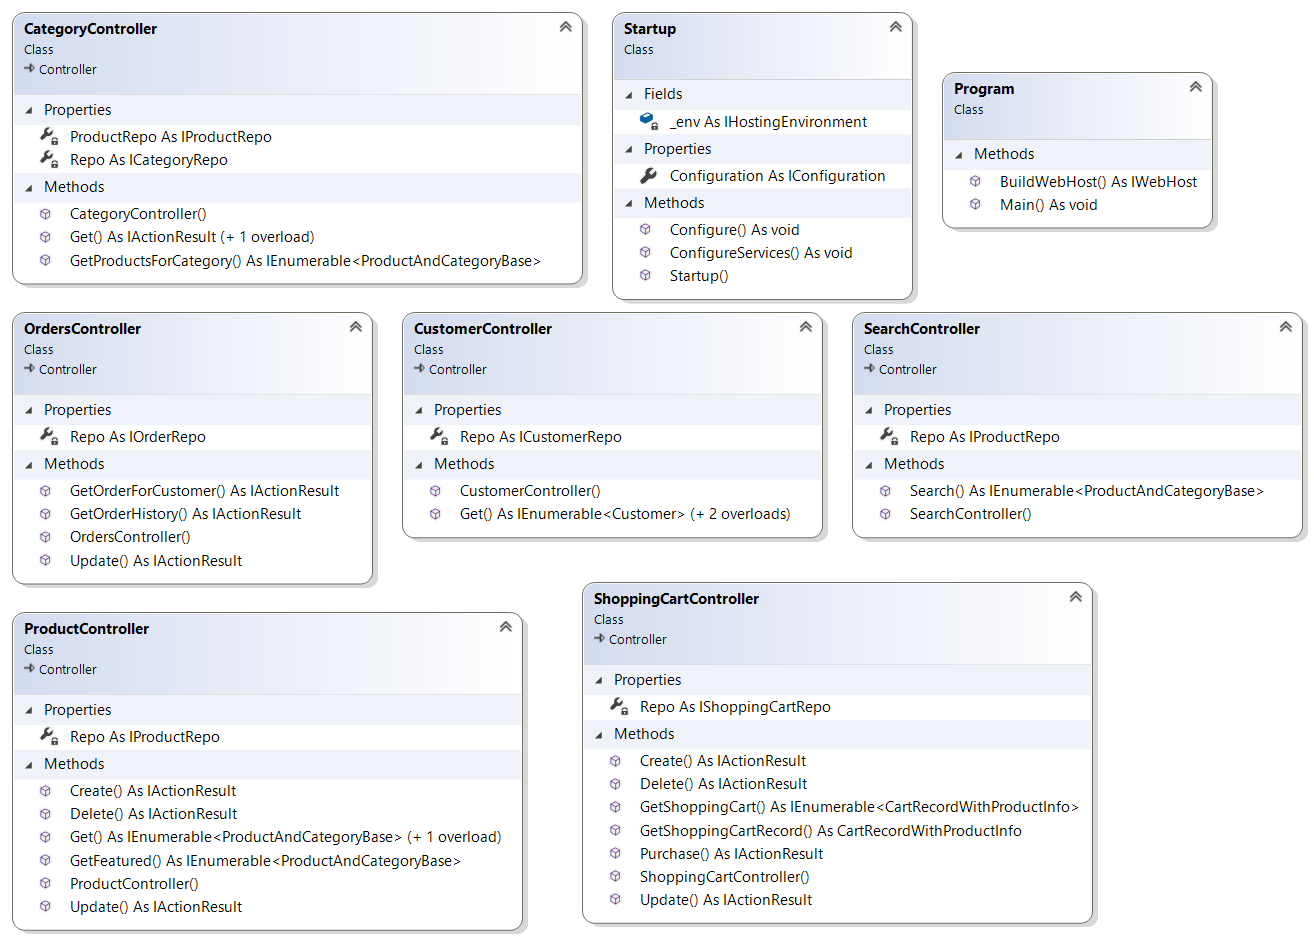 CategoryController
Class
Controller
Properties
ProductRepo As IProductRepo
Repo As ICategoryRepo
Methods
CategoryController()
Get() As IActionResult (+ 1 overload)
GetProductsForCategory() As IEnumerable<ProductAndCategoryBase>
Startup
Class
Fields
_env As IHostingEnvironment
Properties
Configuration As IConfiguration
Methods
Configure() As void
ConfigureServices() As void
Startup()
Program
Class
Methods
BuildWebHost() As IWebHost
Main() As void
OrdersController
Class
Controller
Properties
Repo As IOrderRepo
Methods
GetOrderForCustomer() As IActionResult
GetOrderHistory() As IActionResult
OrdersController()
Update() As IActionResult
CustomerController
Class
Controller
Properties
Repo As ICustomerRepo
Methods
CustomerController()
Get() As IEnumerable<Customer> (+ 2 overloads)
SearchController
Class
Controller
Properties
Repo As IProductRepo
Methods
Search() As IEnumerable<ProductAndCategoryBase>
SearchController()
ProductController
Class
Controller
Properties
Repo As IProductRepo
Methods
Create() As IActionResult
Delete() As IActionResult
Get() As IEnumerable<ProductAndCategoryBase> (+ 1 overload)
GetFeatured() As IEnumerable<ProductAndCategoryBase>
ProductController()
Update() As IActionResult
ShoppingCartController
Class
Controller
Properties
Repo As IShoppingCartRepo
Methods
Create() As IActionResult
Delete() As IActionResult
GetShoppingCart() As IEnumerable<CartRecordWithProductInfo>
GetShoppingCartRecord() As CartRecordWithProductInfo
Purchase() As IActionResult
ShoppingCartController()
Update() As IActionResult